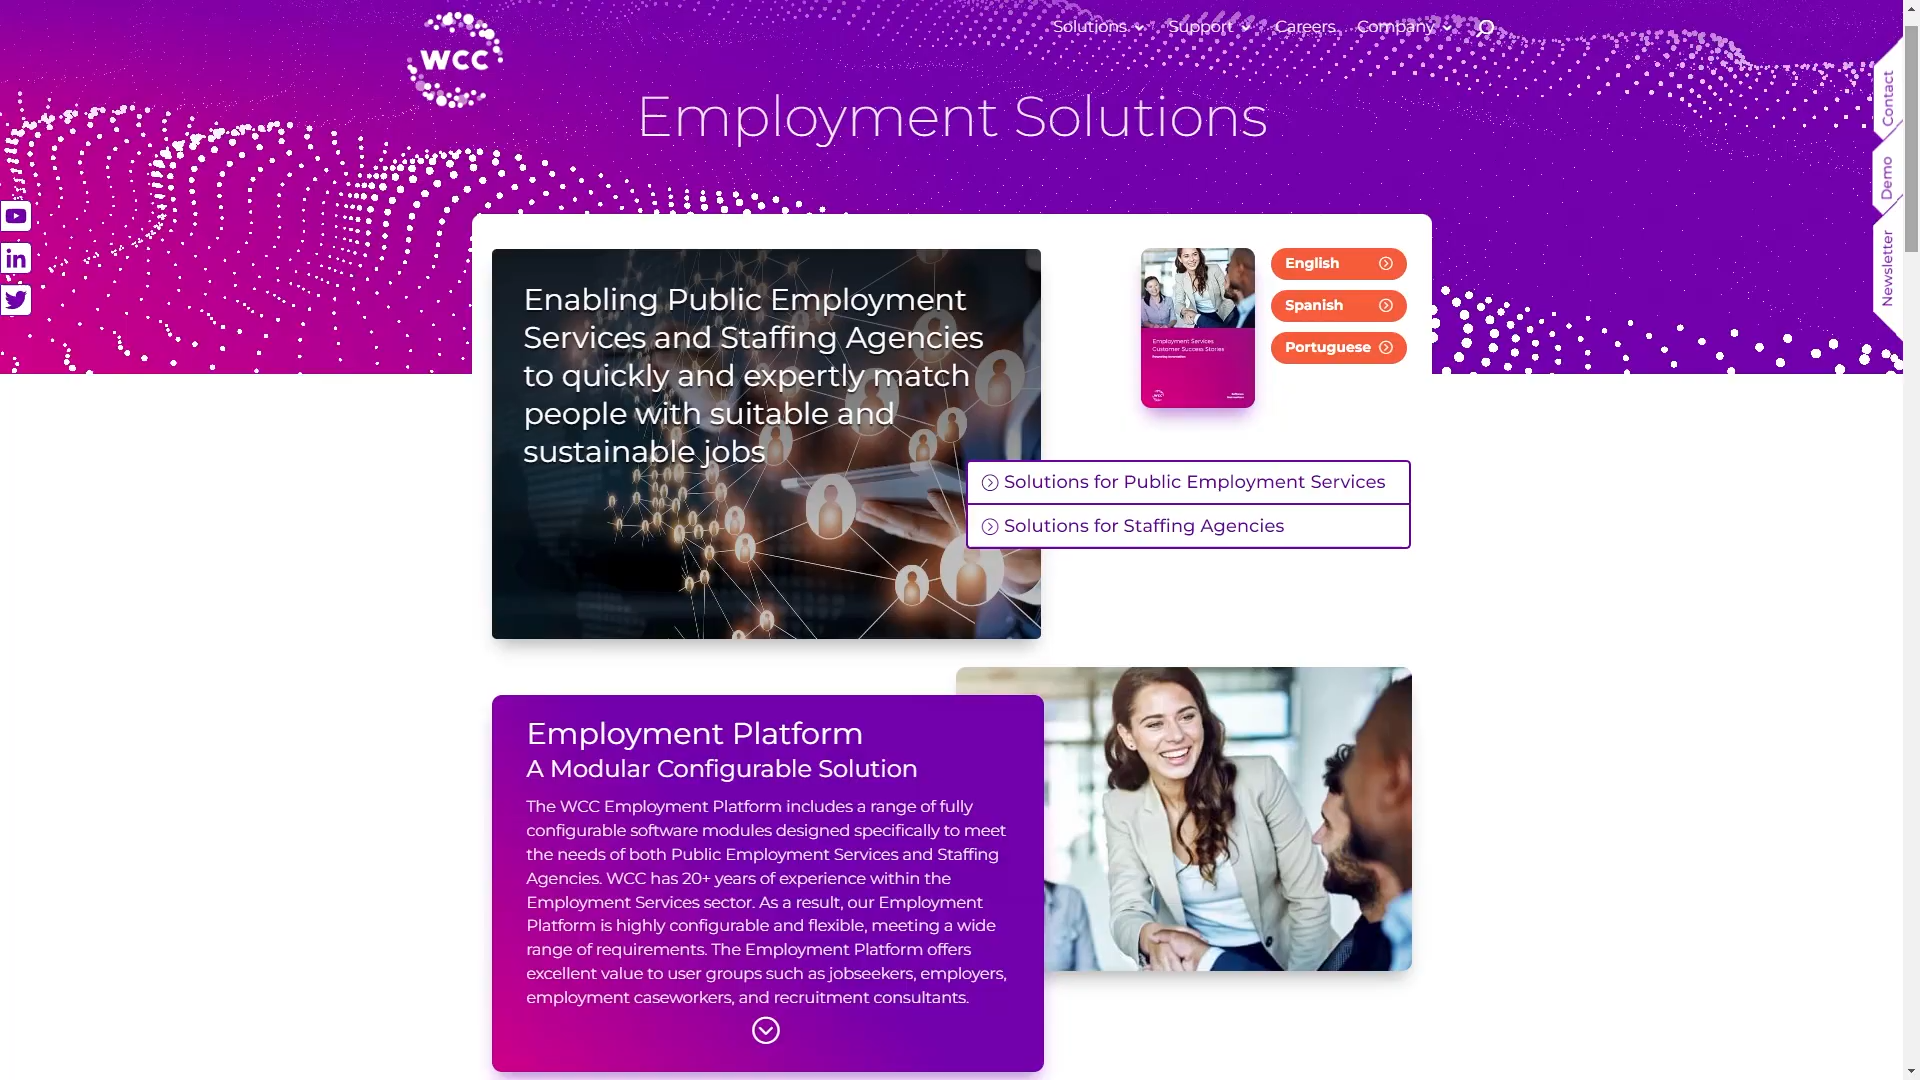 WCC
Solutions
Support
Careers
Company
Contact
Demo
Newsletter
Employment Solutions
Enabling Public Employment
Services and Staffing Agencies
to quickly and expertly match
people with suitable and
sustainable jobs
English
Spanish
Portuguese
Employment Services
Customer Success Stories
Solutions for Public Employment Services
Solutions for Staffing Agencies
Employment Platform
A Modular Configurable Solution
The WCC Employment Platform includes a range of fully
configurable software modules designed specifically to meet
the needs of both Public Employment Services and Staffing
Agencies. WCC has 20+ years of experience within the
Employment Services sector. As a result, our Employment
Platform is highly configurable and flexible, meeting a wide
range of requirements. The Employment Platform offers
excellent value to user groups such as jobseekers, employers,
employment caseworkers, and recruitment consultants.